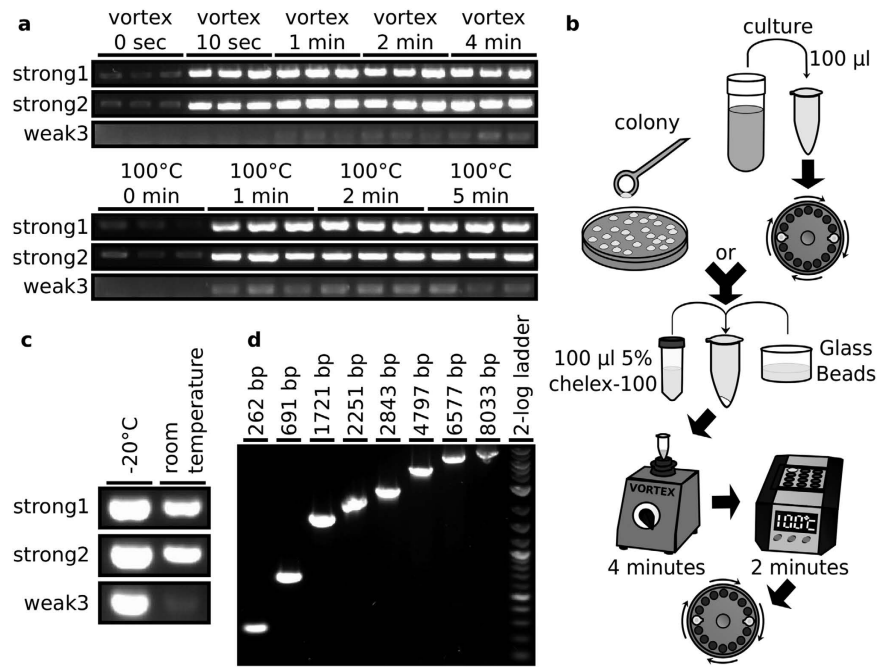 a
vortex vortex vortex vortex vortex
0 sec 10 sec 1 min 2 min 4 min
strong1
strong2
weak3
100°C 100°C 100°C 100°C
0 min 1 min 2 min 5 min
strong1
strong2
weak3
b
culture
100 µl
colony
or
100 µl 5%
chelex-100
Glass
Beads
VORTEX
100°C
4 minutes
2 minutes
c
-20°C
room
temperature
strong1
strong2
weak3
d
262 bp
691 bp
1721 bp
2251 bp
2843 bp
4797 bp
6577 bp
8033 bp
2-log ladder